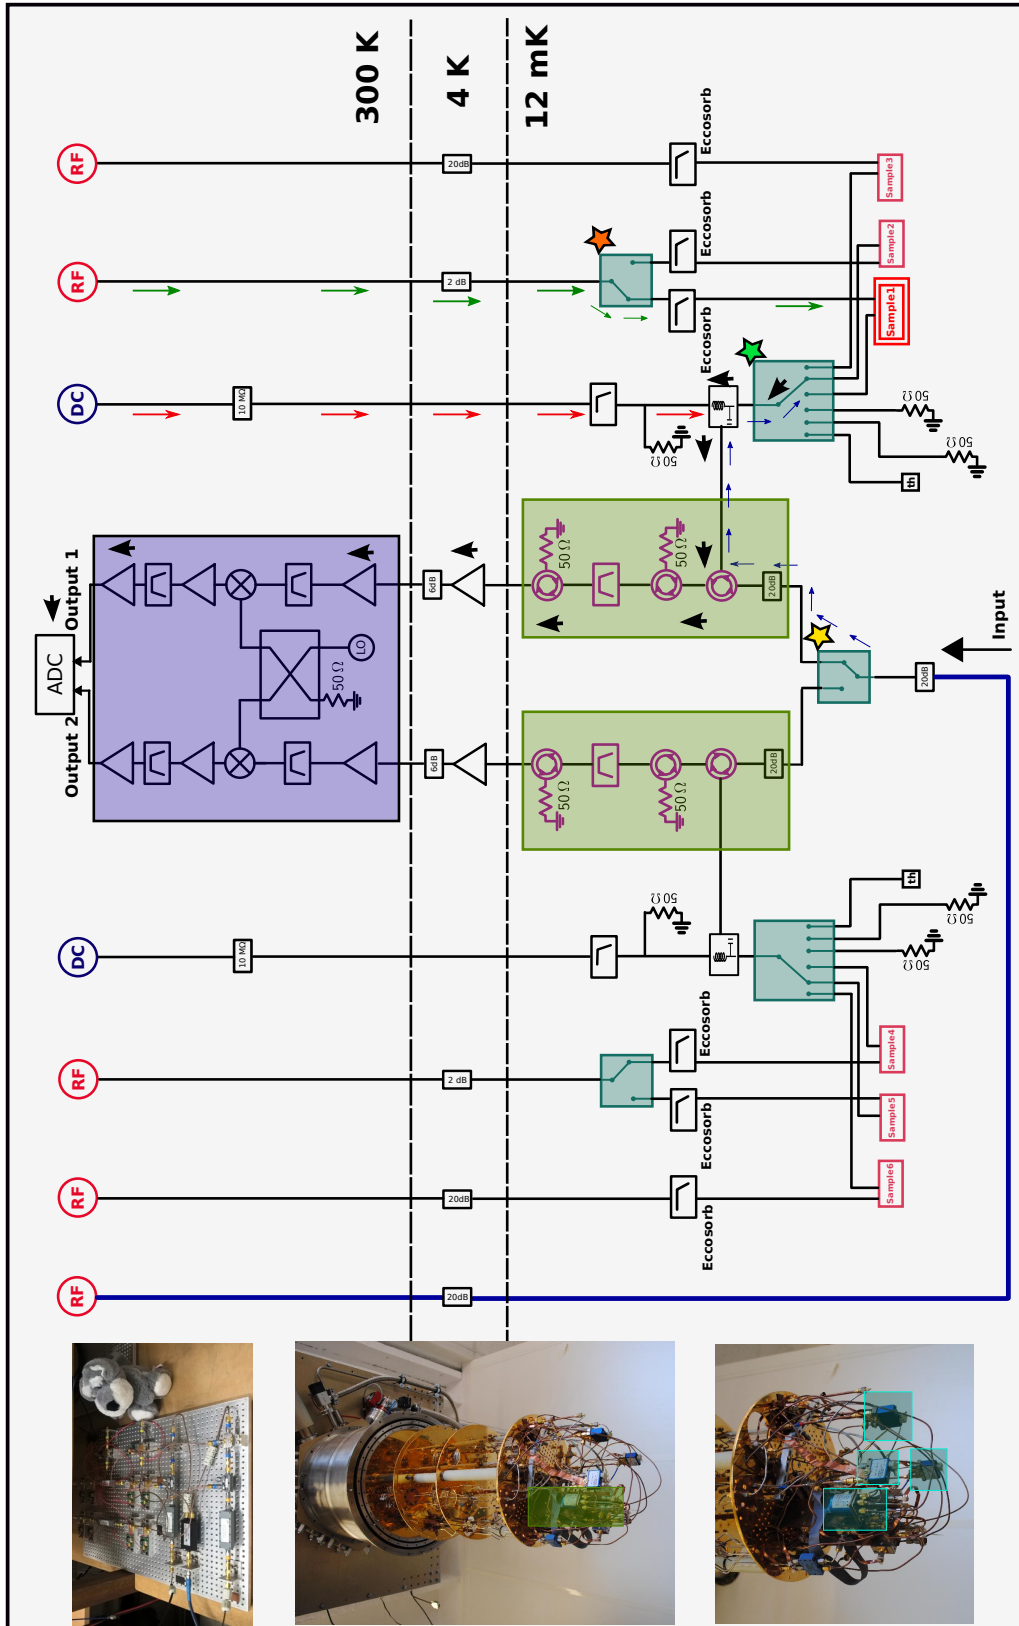 300 K
4 K
12 mK
RF
20dB
Eccosorb
Sample3
RF
2 dB
Eccosorb
Sample2
Eccosorb
Sample1
DC
10 MΩ
50 Ω
50 Ω
50 Ω
th
Output 1
ADC
Output 2
6dB
50 Ω
50 Ω
20dB
LO
50 Ω
Input
20dB
6dB
50 Ω
50 Ω
20dB
DC
10 MΩ
50 Ω
th
50 Ω
50 Ω
RF
2 dB
Eccosorb
Sample4
Eccosorb
Sample5
RF
20dB
Eccosorb
Sample6
RF
20dB